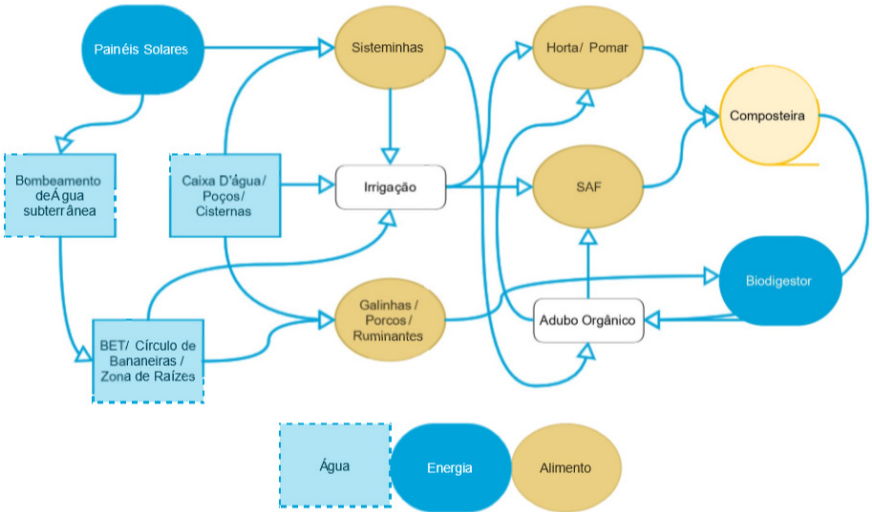 Painéis Solares
Sisteminhas
Horta/ Pomar
Composteira
Bombeamento
deÁgua
subterrânea
Caixa D'água/
Poços/
Cisternas
Irrigação
SAF
Biodigestor
Galinhas/
Porcos/
Ruminantes
Adubo Orgânico
BET/ Círculo de
Bananeiras/
Zona de Raízes
Água
Energia
Alimento